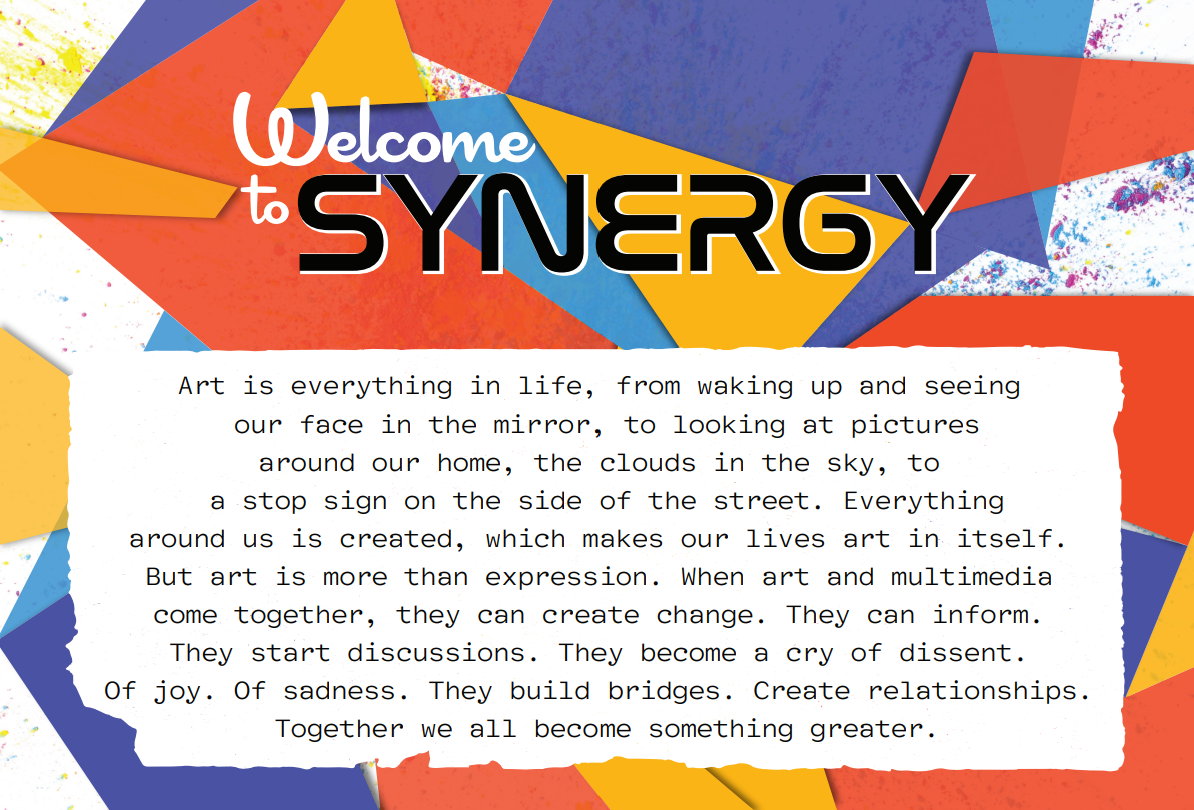 Welcome
to SYNERGY
Art is everything in life, from waking up and seeing
our face in the mirror, to looking at pictures
around our home, the clouds in the sky, to
a stop sign on the side of the street. Everything
around us is created, which makes our lives art in itself.
But art is more than expression. When art and multimedia
come together, they can create change. They can inform.
They start discussions. They become a cry of dissent.
Of joy. Of sadness. They build bridges. Create relationships.
Together we all become something greater.